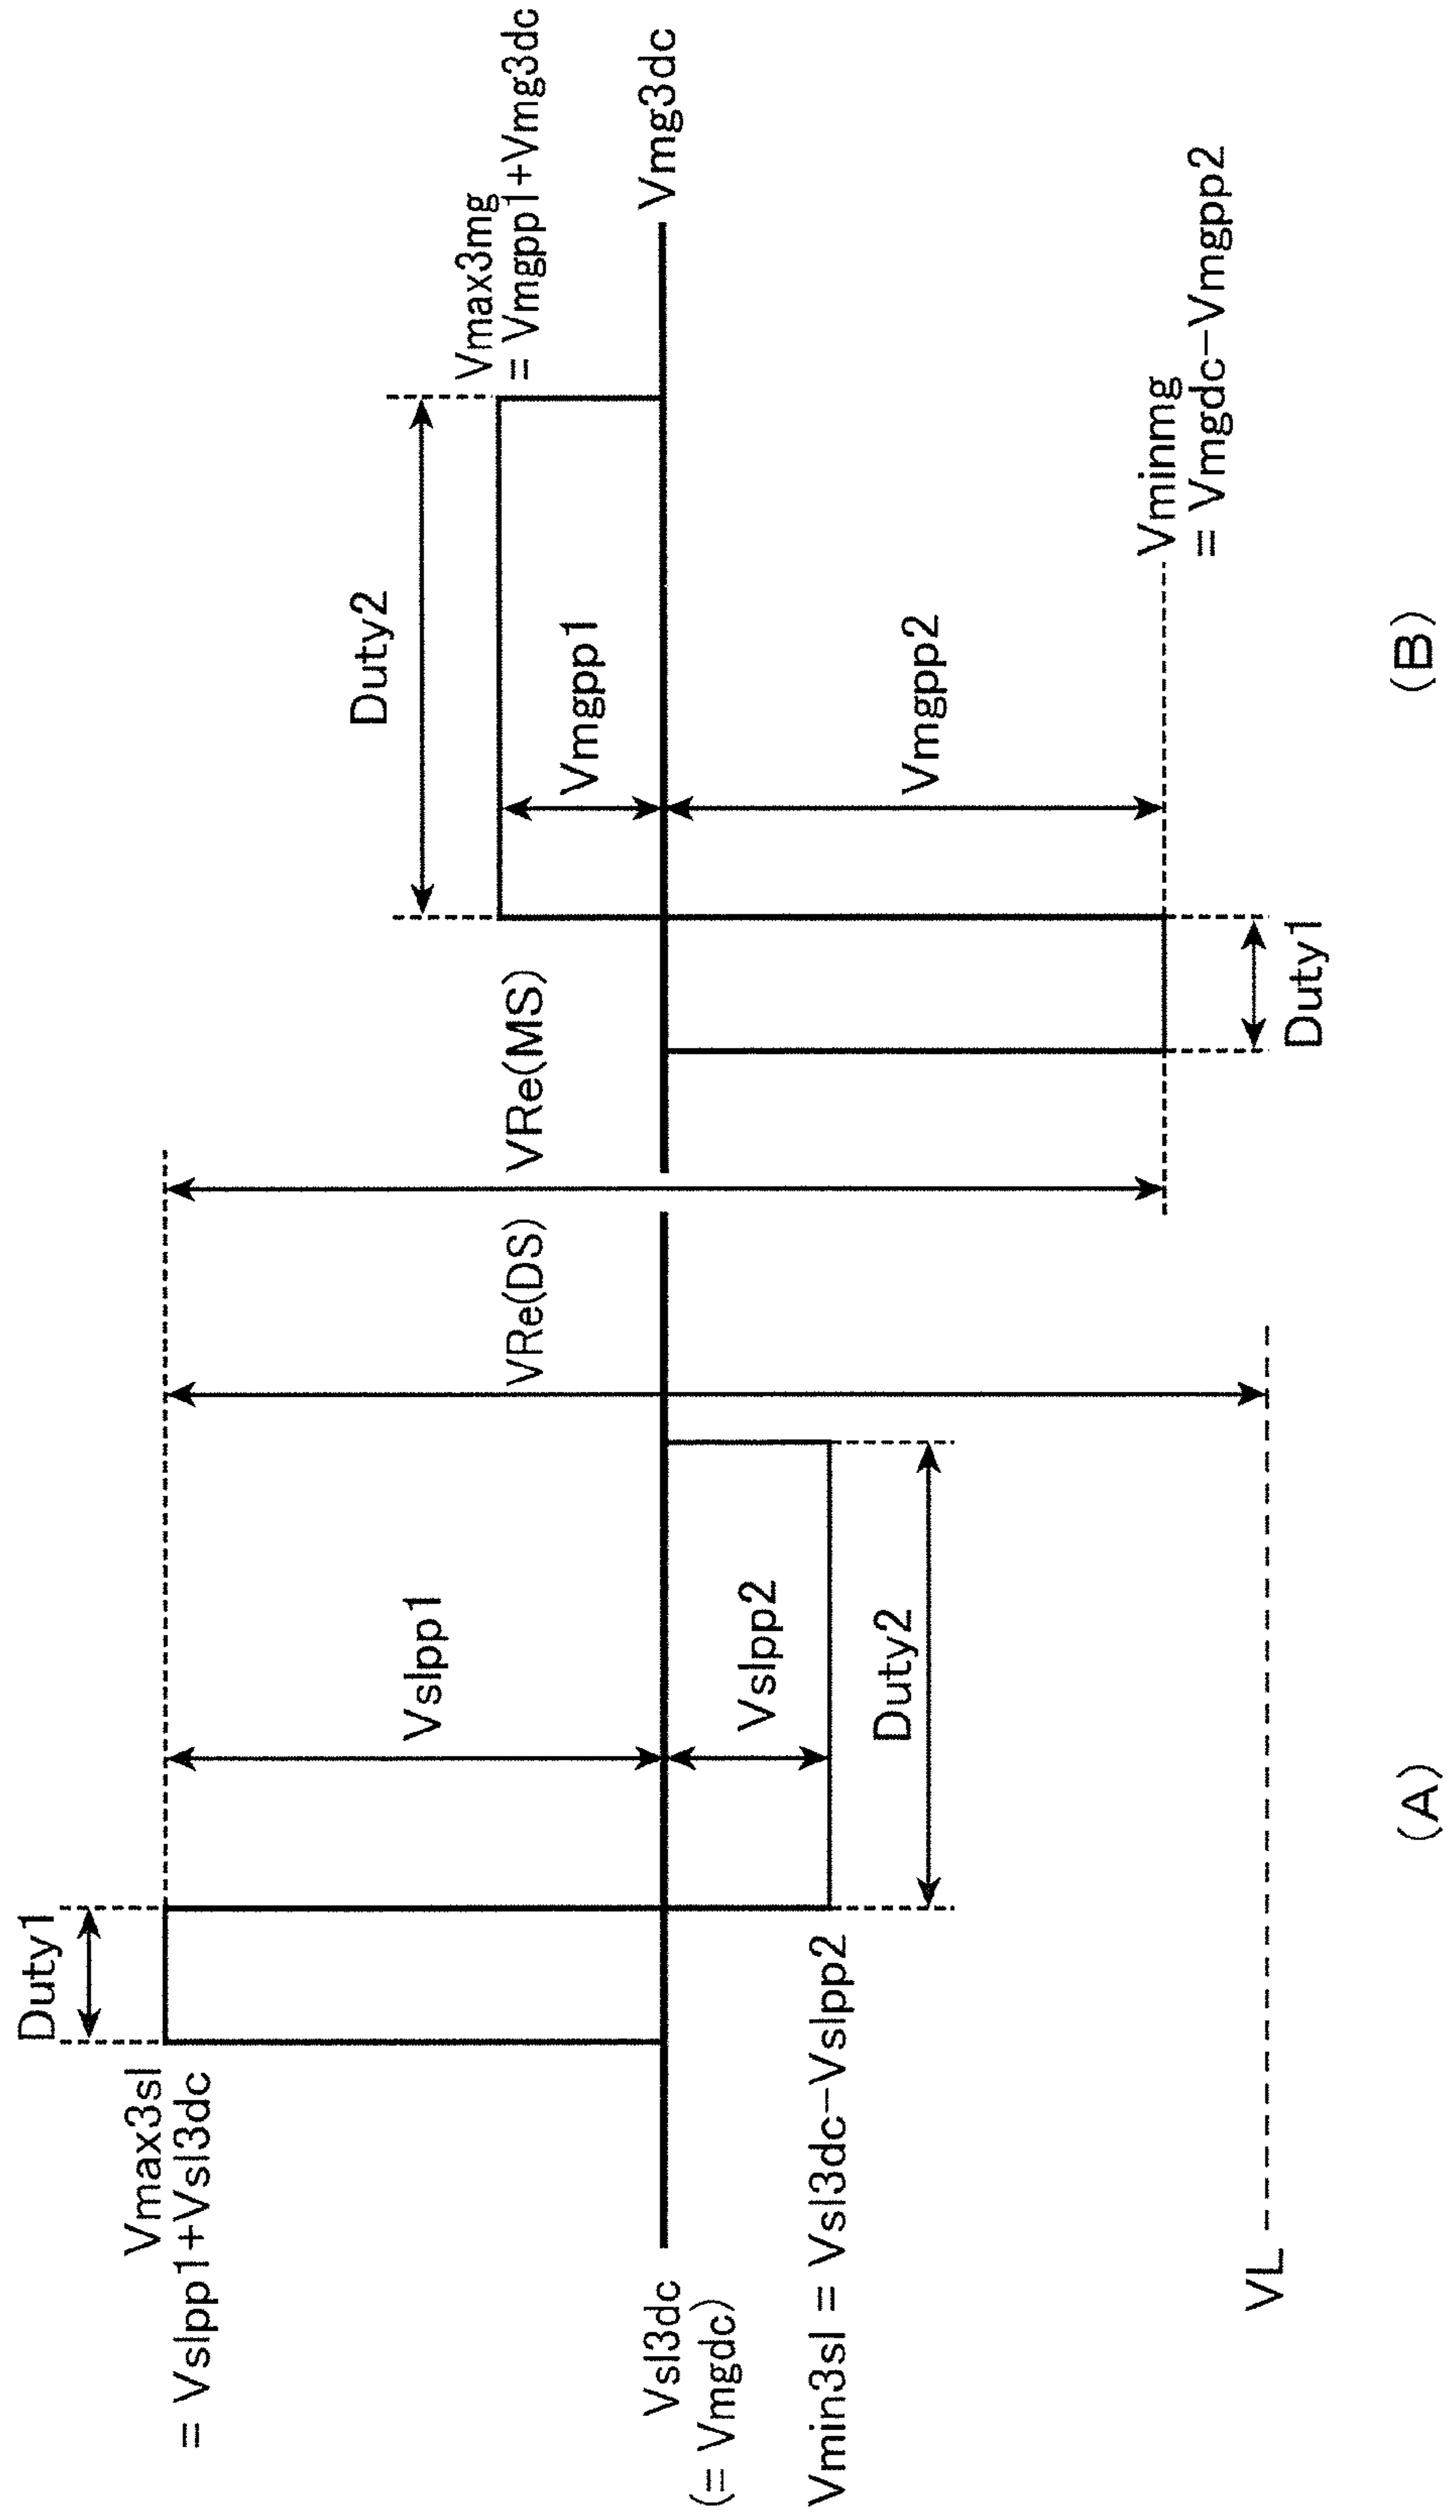 Duty1
Vmax3sl
= Vslpp1+Vsl3dc
Vslpp1
Vsl3dc
(= Vmgdc)
Vslpp2
Vmin3sl = Vsl3dc-Vslpp2
Duty2
VL
VRe(DS)
VRe(MS)
(A)
Duty2
Vmax3mg
= Vmgpp1+Vmg3dc
Vmgpp1
Vmg3dc
Vmgpp2
Vminmg
= Vmgdc-Vmgpp2
Duty1
(B)